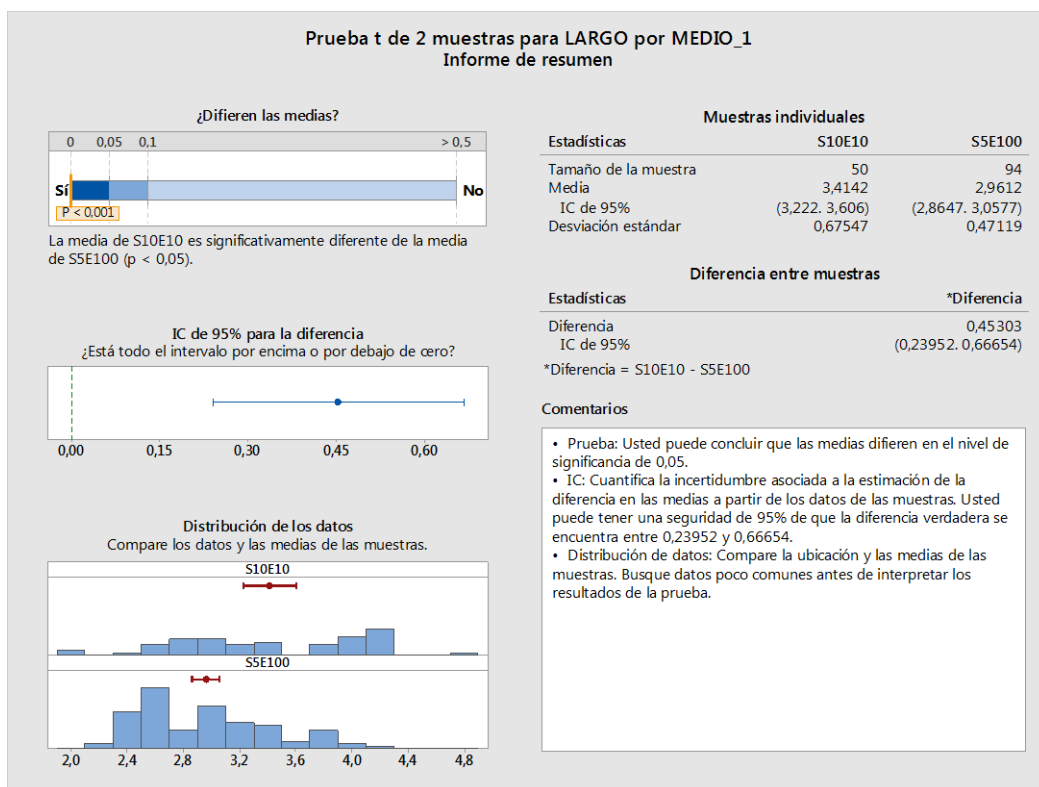 Prueba t de 2 muestras para LARGO por MEDIO_1
Informe de resumen
¿Difieren las medias?
0 0,05 0,1 > 0,5
Sí No
P < 0,001
La media de S10E10 es significativamente diferente de la media
de S5E100 (p < 0,05).
IC de 95% para la diferencia
¿Está todo el intervalo por encima o por debajo de cero?
0,00 0,15 0,30 0,45 0,60
Distribución de los datos
Compare los datos y las medias de las muestras.
S10E10
S5E100
2,0 2,4 2,8 3,2 3,6 4,0 4,4 4,8
Muestras individuales
Estadísticas S10E10 S5E100
Tamaño de la muestra 50 94
Media 3,4142 2,9612
IC de 95% (3,222. 3,606) (2,8647. 3,0577)
Desviación estándar 0,67547 0,47119
Diferencia entre muestras
Estadísticas *Diferencia
Diferencia 0,45303
IC de 95% (0,23952. 0,66654)
*Diferencia = S10E10 - S5E100
Comentarios
• Prueba: Usted puede concluir que las medias difieren en el nivel de
significancia de 0,05.
• IC: Cuantifica la incertidumbre asociada a la estimación de la
diferencia en las medias a partir de los datos de las muestras. Usted
puede tener una seguridad de 95% de que la diferencia verdadera se
encuentra entre 0,23952 y 0,66654.
• Distribución de datos: Compare la ubicación y las medias de las
muestras. Busque datos poco comunes antes de interpretar los
resultados de la prueba.